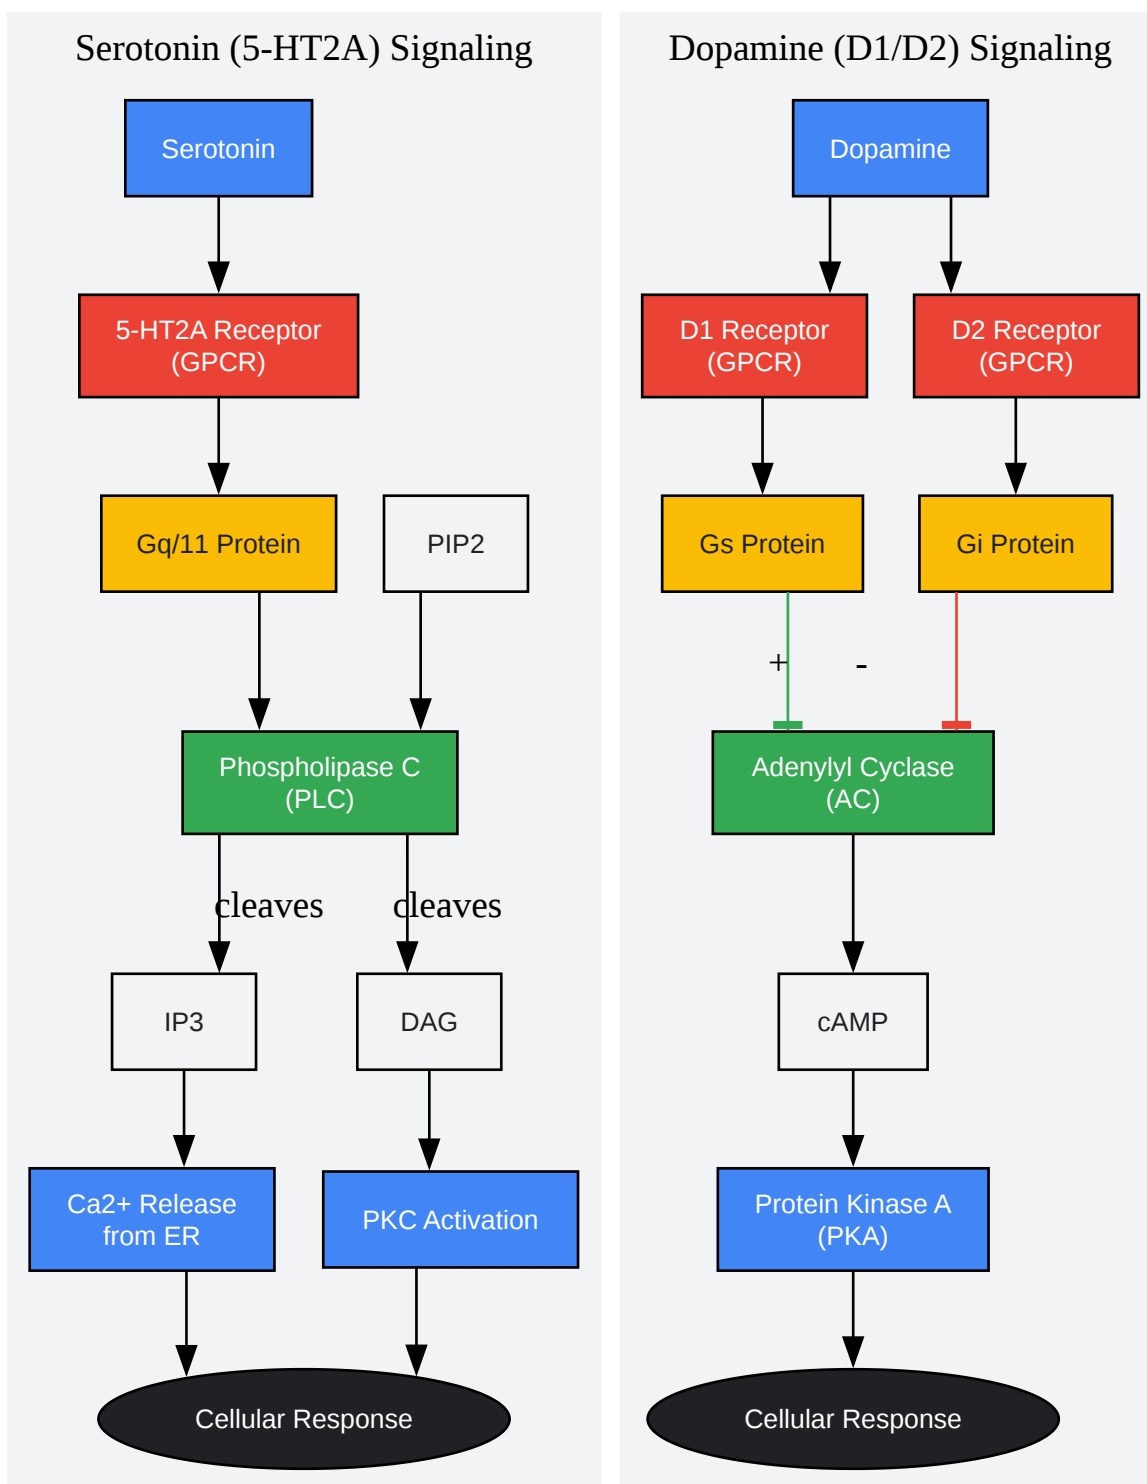 Serotonin (5-HT2A) Signaling
Serotonin
5-HT2A Receptor
(GPCR)
Gq/11 Protein
PIP2
Phospholipase C
(PLC)
cleaves
cleaves
IP3
DAG
Ca2+ Release
from ER
PKC Activation
Cellular Response
Dopamine (D1/D2) Signaling
Dopamine
D1 Receptor
(GPCR)
D2 Receptor
(GPCR)
Gs Protein
Gi Protein
+
-
Adenylyl Cyclase
(AC)
cAMP
Protein Kinase A
(PKA)
Cellular Response